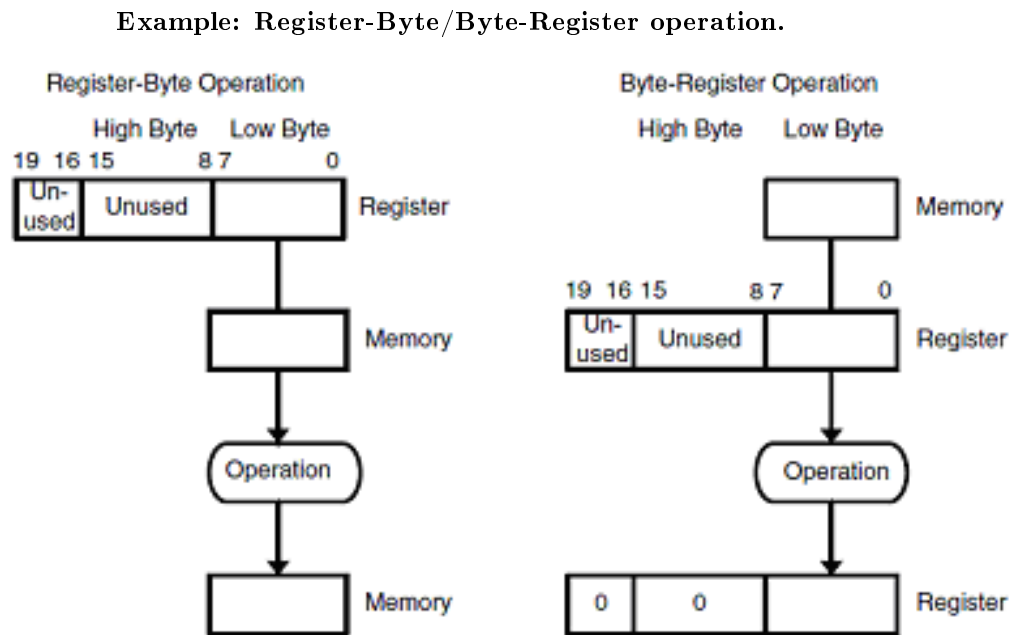 Example: Register-Byte/Byte-Register operation.
Register-Byte Operation
High Byte Low Byte
19 16 15 8 7 0
Un-
used
Unused
Register
Memory
Operation
Memory
Byte-Register Operation
High Byte Low Byte
Memory
19 16 15 8 7 0
Un-
used
Unused
Register
Operation
0 0 Register